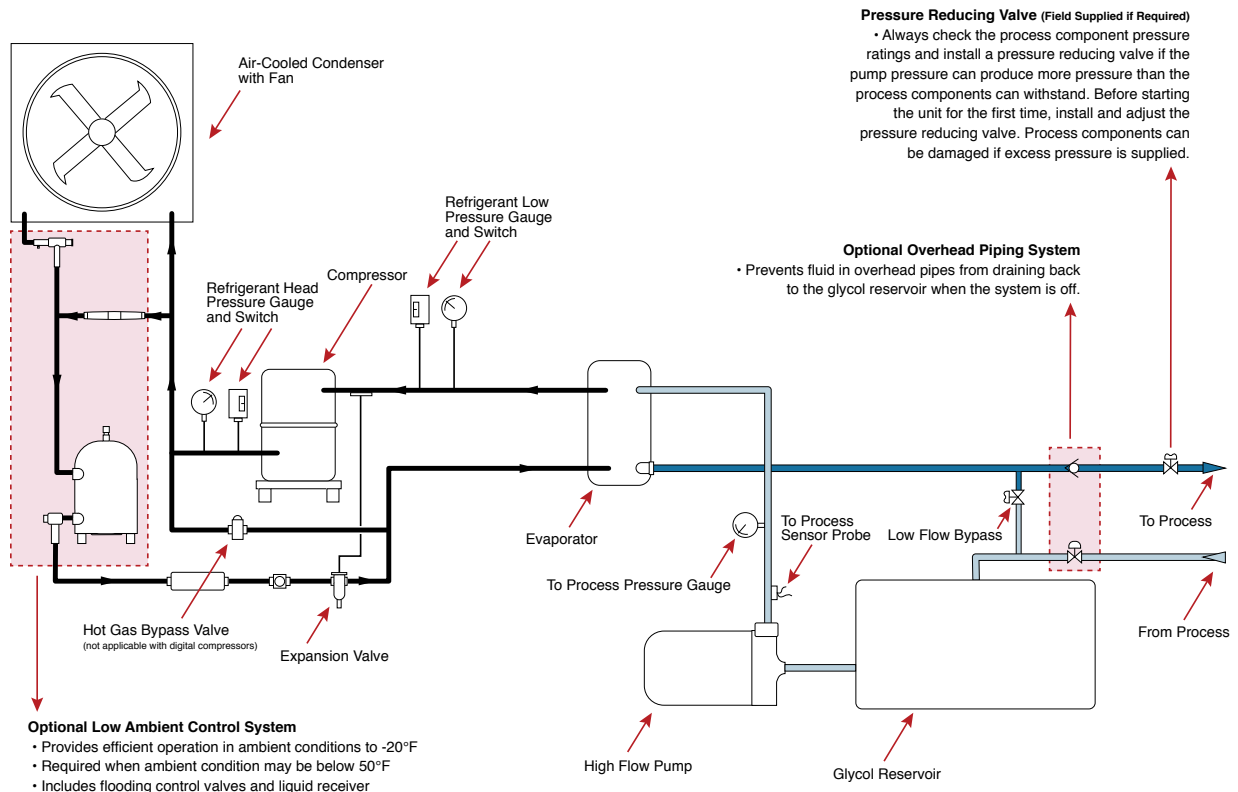 Pressure Reducing Valve (Field Supplied if Required)
• Always check the process component pressure
ratings and install a pressure reducing valve if the
pump pressure can produce more pressure than the
process components can withstand. Before starting
the unit for the first time, install and adjust the
pressure reducing valve. Process components can
be damaged if excess pressure is supplied.
Air-Cooled Condenser
with Fan
Refrigerant Low
Pressure Gauge
and Switch
Optional Overhead Piping System
• Prevents fluid in overhead pipes from draining back
to the glycol reservoir when the system is off.
Compressor
Refrigerant Head
Pressure Gauge
and Switch
Evaporator
To Process
Sensor Probe
Low Flow Bypass
To Process
To Process Pressure Gauge
Hot Gas Bypass Valve
(not applicable with digital compressors)
Expansion Valve
From Process
Optional Low Ambient Control System
• Provides efficient operation in ambient conditions to -20°F
• Required when ambient condition may be below 50°F
• Includes flooding control valves and liquid receiver
High Flow Pump
Glycol Reservoir